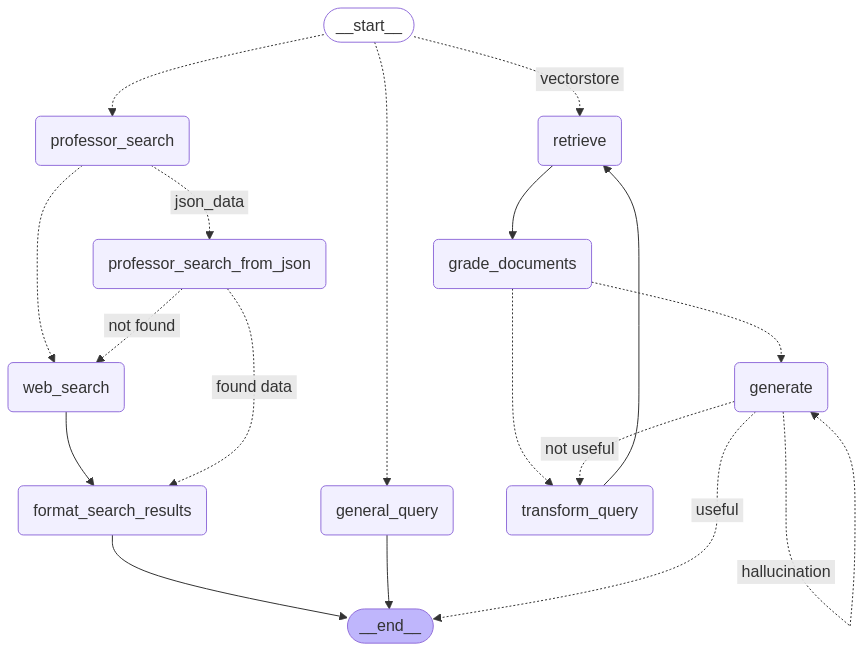 __start__
vectorstore
professor_search
retrieve
json_data
professor_search_from_json
grade_documents
not found
web_search
found data
generate
not useful
format_search_results
general_query
transform_query
useful
hallucination
__end__